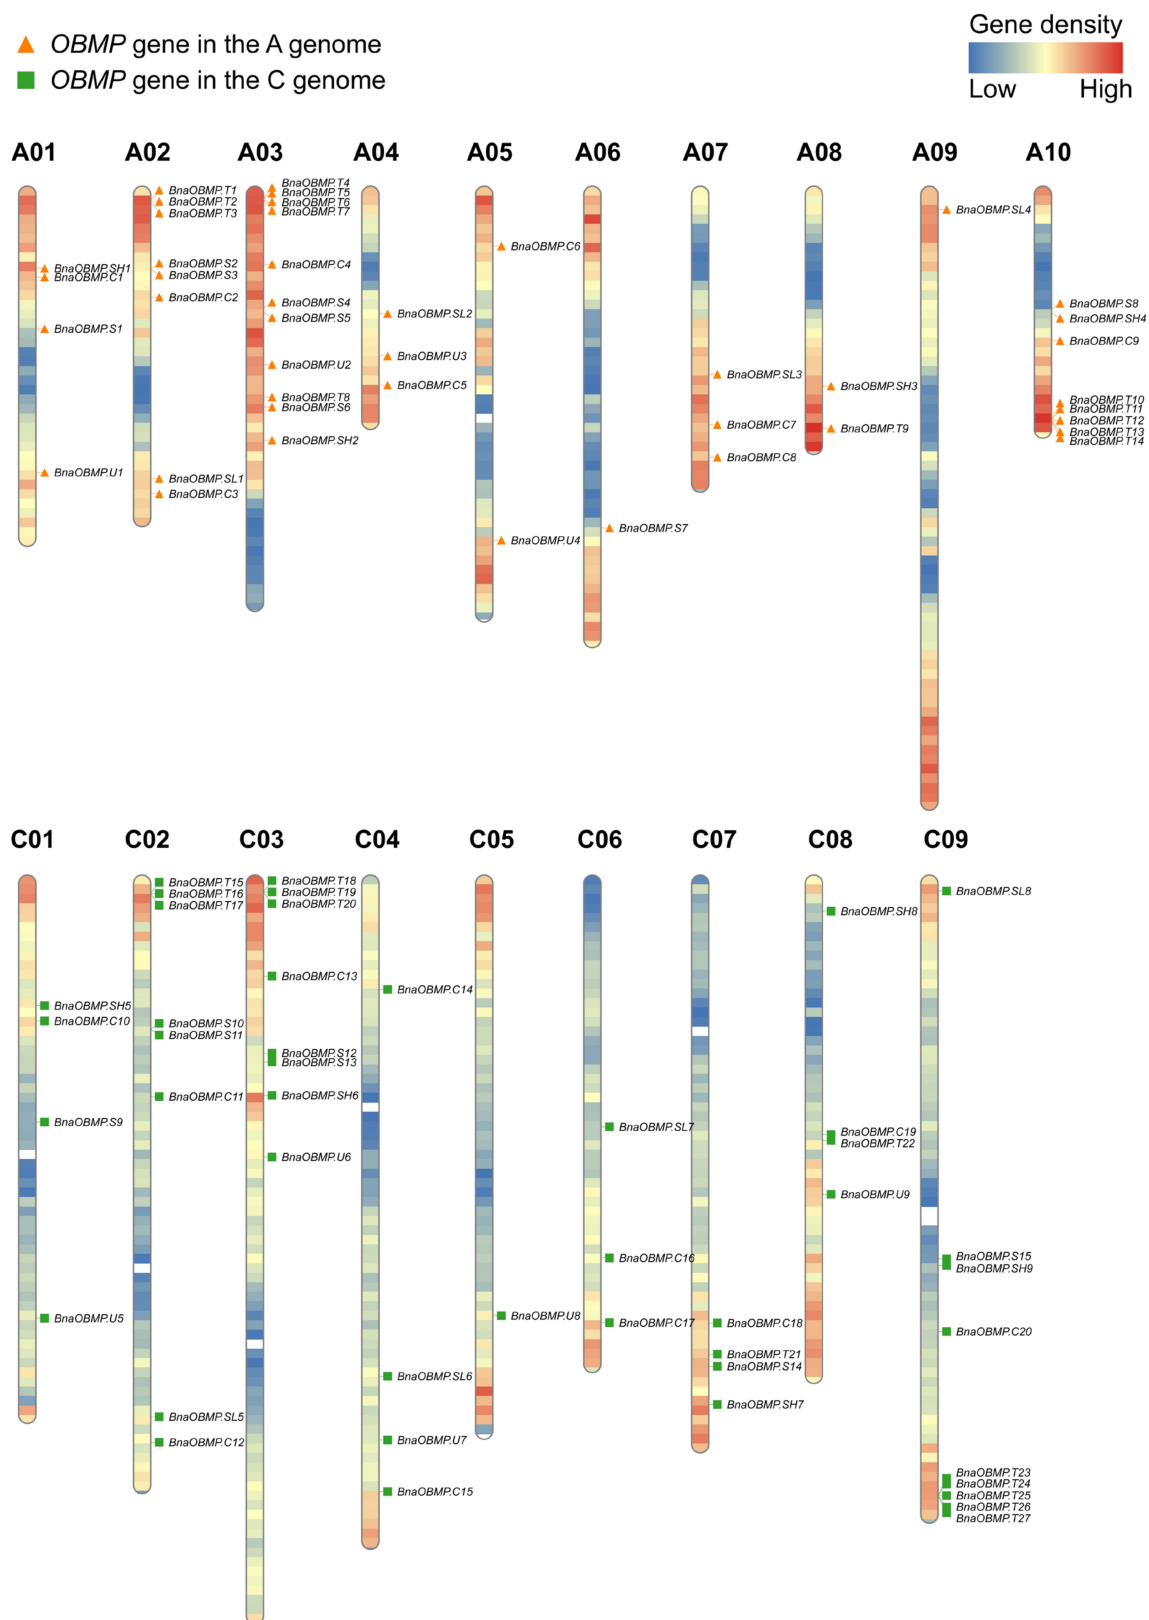 OBMP gene in the A genome
OBMP gene in the C genome
Gene density
Low High
A01 A02 A03 A04 A05 A06 A07 A08 A09 A10
BnaOBMP.SH1
BnaOBMP.C1
BnaOBMP.S1
BnaOBMP.U1
BnaOBMP.T1
BnaOBMP.T2
BnaOBMP.T3
BnaOBMP.S2
BnaOBMP.S3
BnaOBMP.C2
BnaOBMP.SL1
BnaOBMP.C3
BnaOBMP.T4
BnaOBMP.T5
BnaOBMP.T6
BnaOBMP.T7
BnaOBMP.C4
BnaOBMP.S4
BnaOBMP.S5
BnaOBMP.U2
BnaOBMP.T8
BnaOBMP.S6
BnaOBMP.SH2
BnaOBMP.SL2
BnaOBMP.U3
BnaOBMP.C5
BnaOBMP.C6
BnaOBMP.U4
BnaOBMP.S7
BnaOBMP.SL3
BnaOBMP.C7
BnaOBMP.C8
BnaOBMP.SH3
BnaOBMP.T9
BnaOBMP.SL4
BnaOBMP.S8
BnaOBMP.SH4
BnaOBMP.C9
BnaOBMP.T10
BnaOBMP.T11
BnaOBMP.T12
BnaOBMP.T13
BnaOBMP.T14
C01 C02 C03 C04 C05 C06 C07 C08 C09
BnaOBMP.SH5
BnaOBMP.C10
BnaOBMP.S9
BnaOBMP.U5
BnaOBMP.T15
BnaOBMP.T16
BnaOBMP.T17
BnaOBMP.S10
BnaOBMP.S11
BnaOBMP.C11
BnaOBMP.SL5
BnaOBMP.C12
BnaOBMP.T18
BnaOBMP.T19
BnaOBMP.T20
BnaOBMP.C13
BnaOBMP.S12
BnaOBMP.S13
BnaOBMP.SH6
BnaOBMP.U6
BnaOBMP.C14
BnaOBMP.SL6
BnaOBMP.U7
BnaOBMP.C15
BnaOBMP.U8
BnaOBMP.SL7
BnaOBMP.C16
BnaOBMP.C17
BnaOBMP.C18
BnaOBMP.T21
BnaOBMP.S14
BnaOBMP.SH7
BnaOBMP.SH8
BnaOBMP.C19
BnaOBMP.T22
BnaOBMP.U9
BnaOBMP.SL8
BnaOBMP.S15
BnaOBMP.SH9
BnaOBMP.C20
BnaOBMP.T23
BnaOBMP.T24
BnaOBMP.T25
BnaOBMP.T26
BnaOBMP.T27